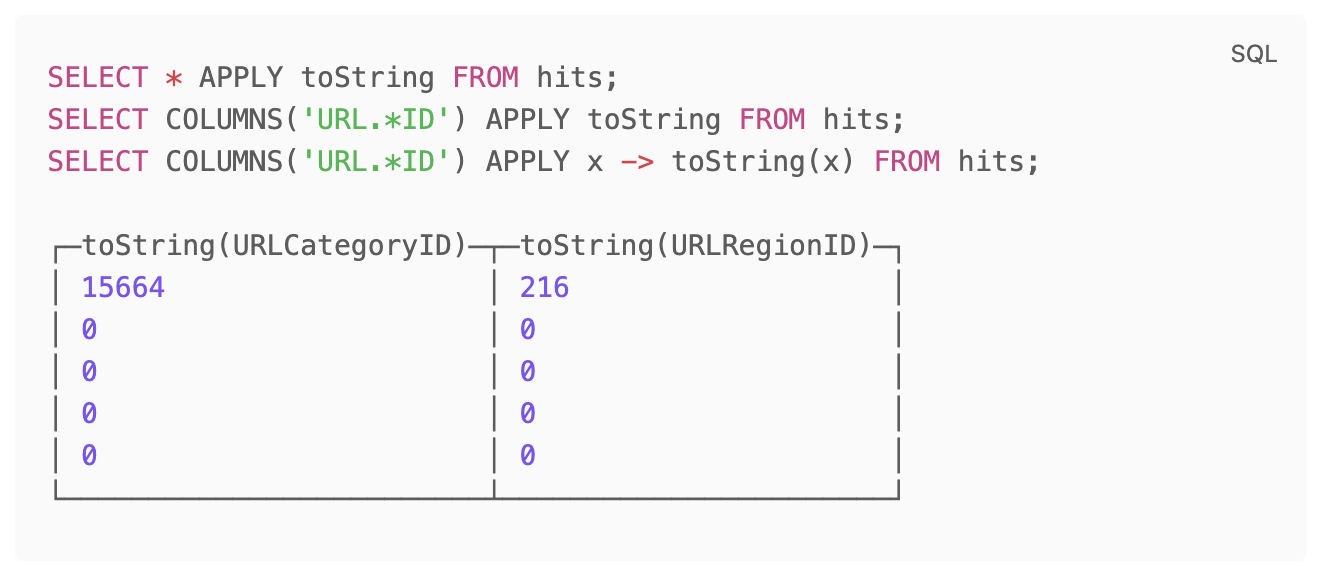 SQL
SELECT * APPLY toString FROM hits;
SELECT COLUMNS('URL.*ID') APPLY toString FROM hits;
SELECT COLUMNS('URL.*ID') APPLY x -> toString(x) FROM hits;
┌─toString(URLCategoryID)─┬─toString(URLRegionID)─┐
│ 15664                   │ 216                   │
│ 0                       │ 0                     │
│ 0                       │ 0                     │
│ 0                       │ 0                     │
│ 0                       │ 0                     │
└─────────────────────────┴───────────────────────┘